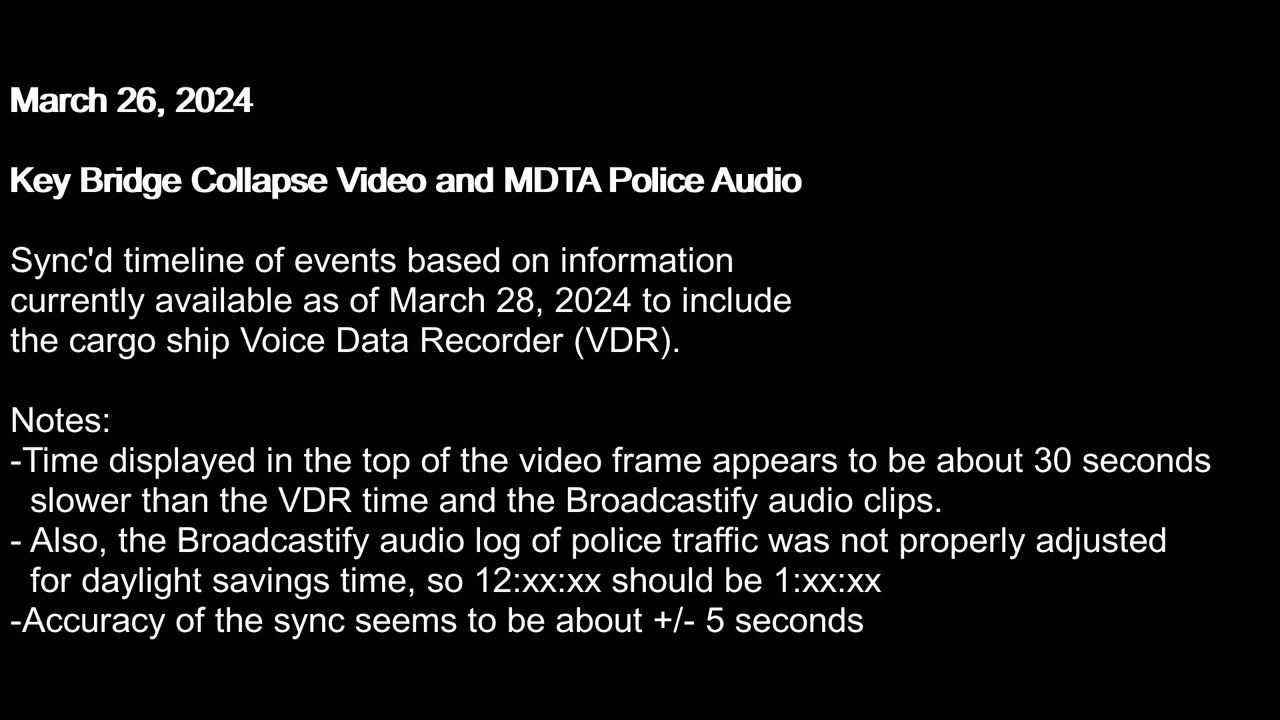 March 26, 2024
Key Bridge Collapse Video and MDTA Police Audio
Sync'd timeline of events based on information
currently available as of March 28, 2024 to include
the cargo ship Voice Data Recorder (VDR).
Notes:
-Time displayed in the top of the video frame appears to be about 30 seconds
slower than the VDR time and the Broadcastify audio clips.
- Also, the Broadcastify audio log of police traffic was not properly adjusted
for daylight savings time, so 12:xx:xx should be 1:xx:xx
-Accuracy of the sync seems to be about +/- 5 seconds